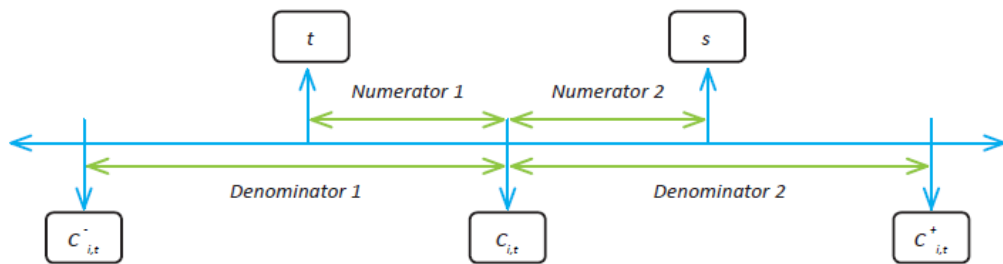 t s
Numerator 1 Numerator 2
Denominator 1 Denominator 2
C⁻i,t Ci,t C⁺i,t